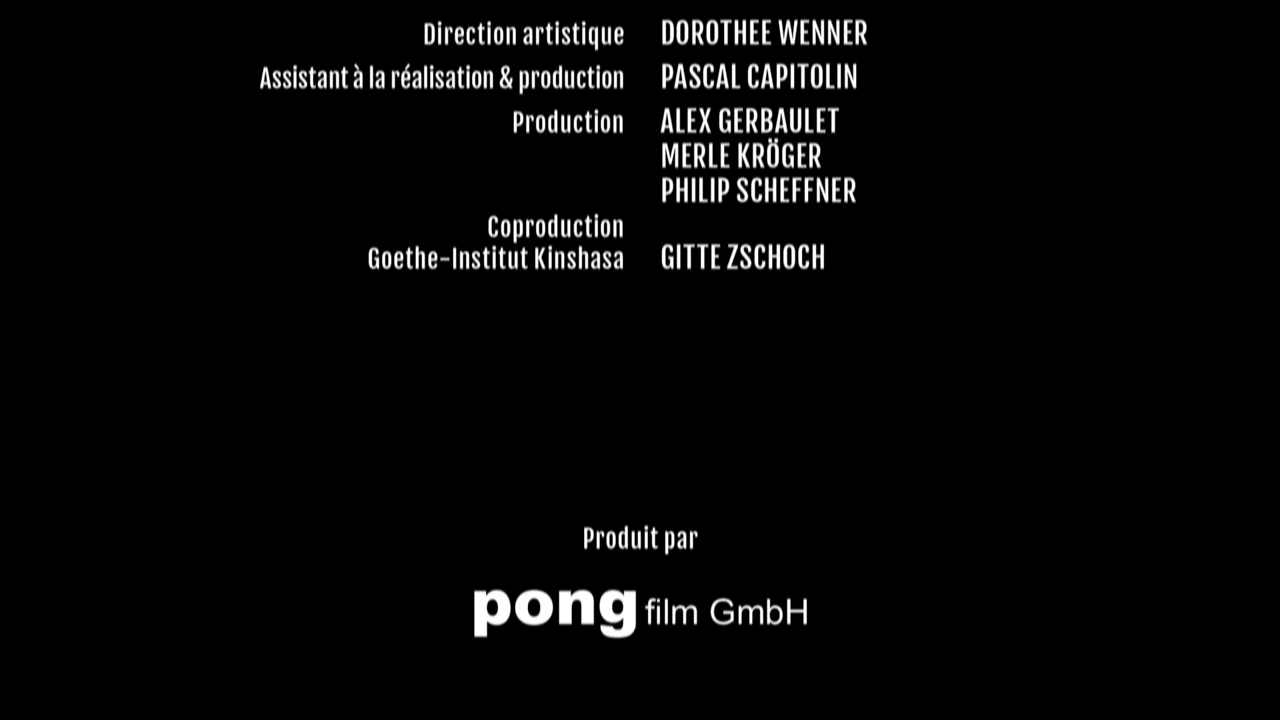 Direction artistique DOROTHEE WENNER
Assistant à la réalisation & production PASCAL CAPITOLIN
Production ALEX GERBAULET
MERLE KRÖGER
PHILIP SCHEFFNER
Coproduction
Goethe-Institut Kinshasa GITTE ZSCHOCH
Produit par
pong film GmbH